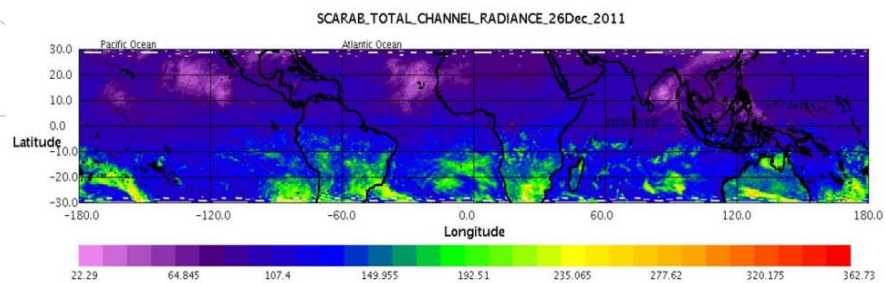 SCARAB_TOTAL_CHANNEL_RADIANCE_26Dec_2011
Pacific Ocean
Atlantic Ocean
30.0
20.0
10.0
0.0
Latitude
-10.0
-20.0
-30.0
-180.0 -120.0 -60.0 0.0 60.0 120.0 180.0
Longitude
22.29 64.845 107.4 149.955 192.51 235.065 277.62 320.175 362.73